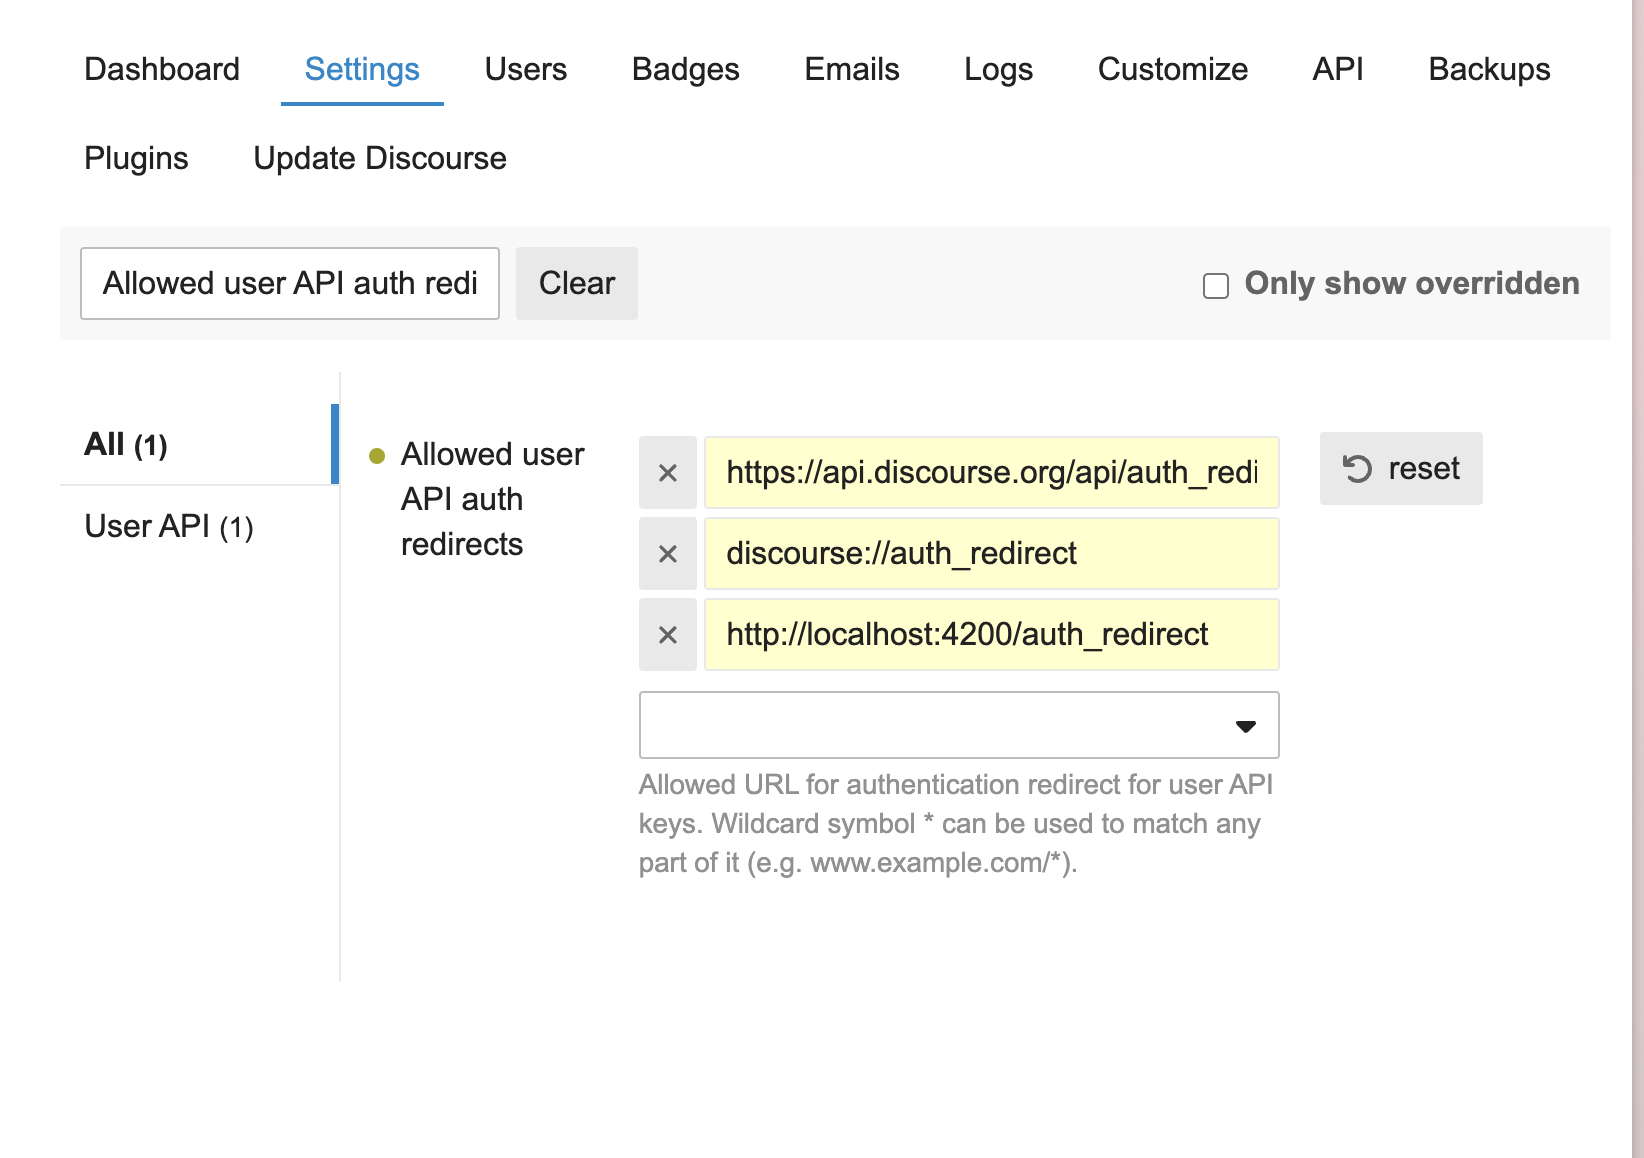 Dashboard Settings Users Badges Emails Logs Customize API Backups
Plugins Update Discourse
Allowed user API auth redi Clear Only show overridden
All (1)
User API (1)
Allowed user
API auth
redirects
https://api.discourse.org/api/auth_redi
discourse://auth_redirect
http://localhost:4200/auth_redirect
reset
Allowed URL for authentication redirect for user API
keys. Wildcard symbol * can be used to match any
part of it (e.g. www.example.com/*).